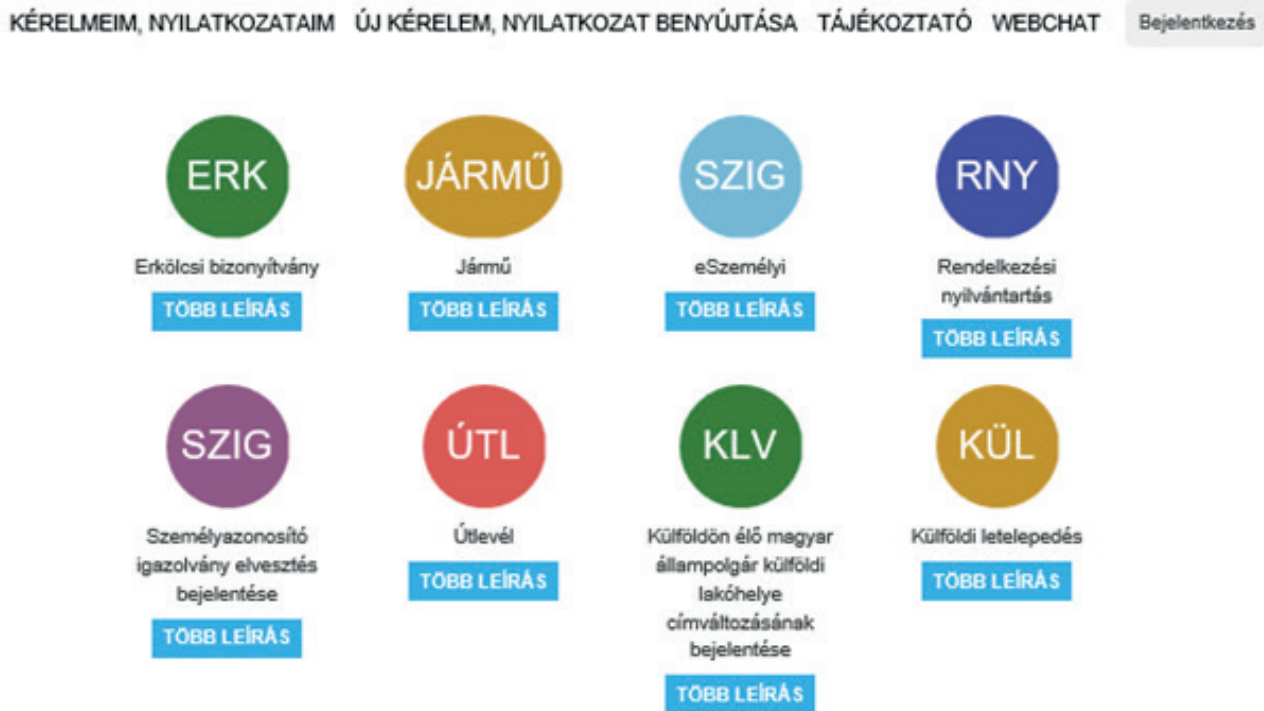 KÉRELMEIM, NYILATKOZATAIM ÚJ KÉRELEM, NYILATKOZAT BENYÚJTÁSA TÁJÉKOZTATÓ WEBCHAT Bejelentkezés
ERK
Erkölcsi bizonyítvány
TÖBB LEÍRÁS
JÁRMŰ
Jármű
TÖBB LEÍRÁS
SZIG
eSzemélyi
TÖBB LEÍRÁS
RNY
Rendelkezési
nyilvántartás
TÖBB LEÍRÁS
SZIG
Személyazonosító
igazolvány elvesztés
bejelentése
TÖBB LEÍRÁS
ÚTL
Útlevél
TÖBB LEÍRÁS
KLV
Külföldön élő magyar
állampolgár külföldi
lakóhelye
címváltozásának
bejelentése
TÖBB LEÍRÁS
KÜL
Külföldi letelepedés
TÖBB LEÍRÁS